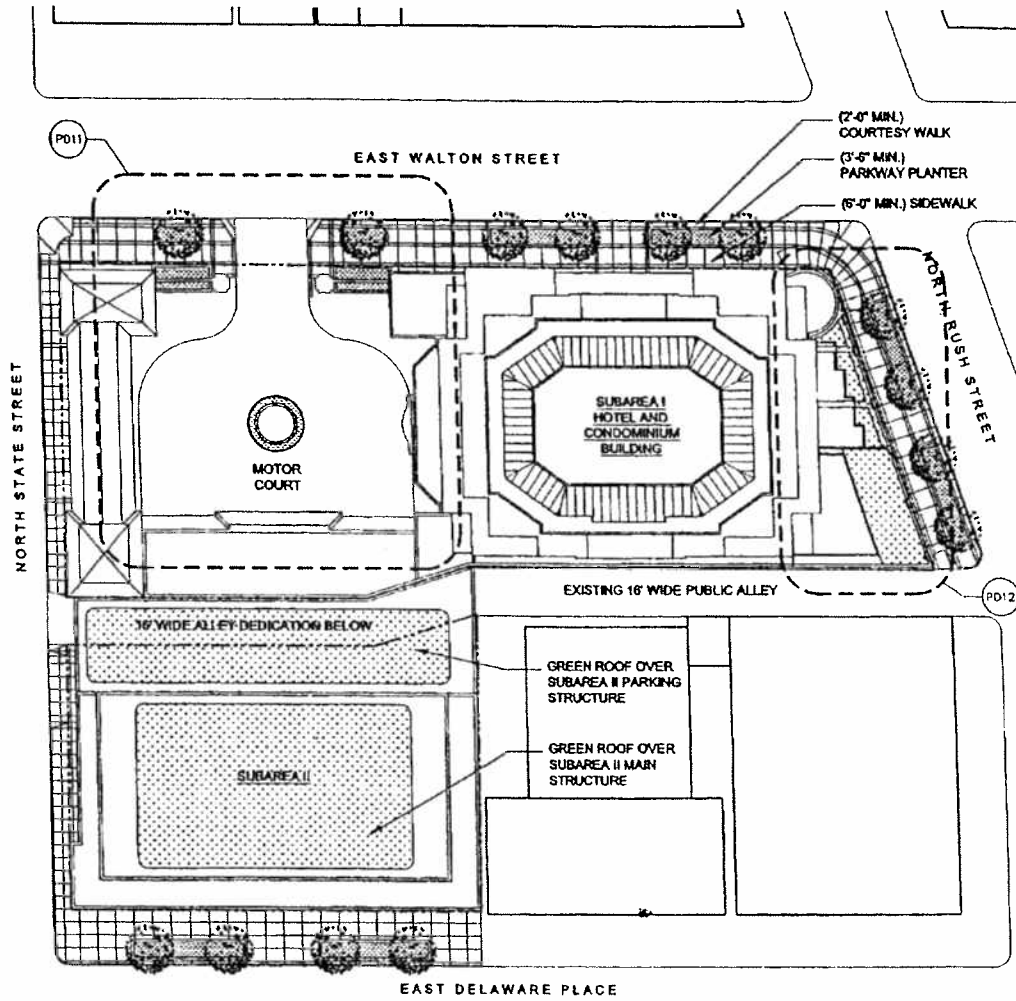 (2'-0" MIN.)
COURTESY WALK
PD11
EAST WALTON STREET
(3'-6" MIN.)
PARKWAY PLANTER
(6'-0" MIN.) SIDEWALK
NORTH RUSH STREET
NORTH STATE STREET
SUBAREA I
HOTEL AND
CONDOMINIUM
BUILDING
MOTOR
COURT
EXISTING 16' WIDE PUBLIC ALLEY
PD12
16' WIDE ALLEY DEDICATION BELOW
GREEN ROOF OVER
SUBAREA II PARKING
STRUCTURE
GREEN ROOF OVER
SUBAREA II MAIN
STRUCTURE
SUBAREA II
EAST DELAWARE PLACE